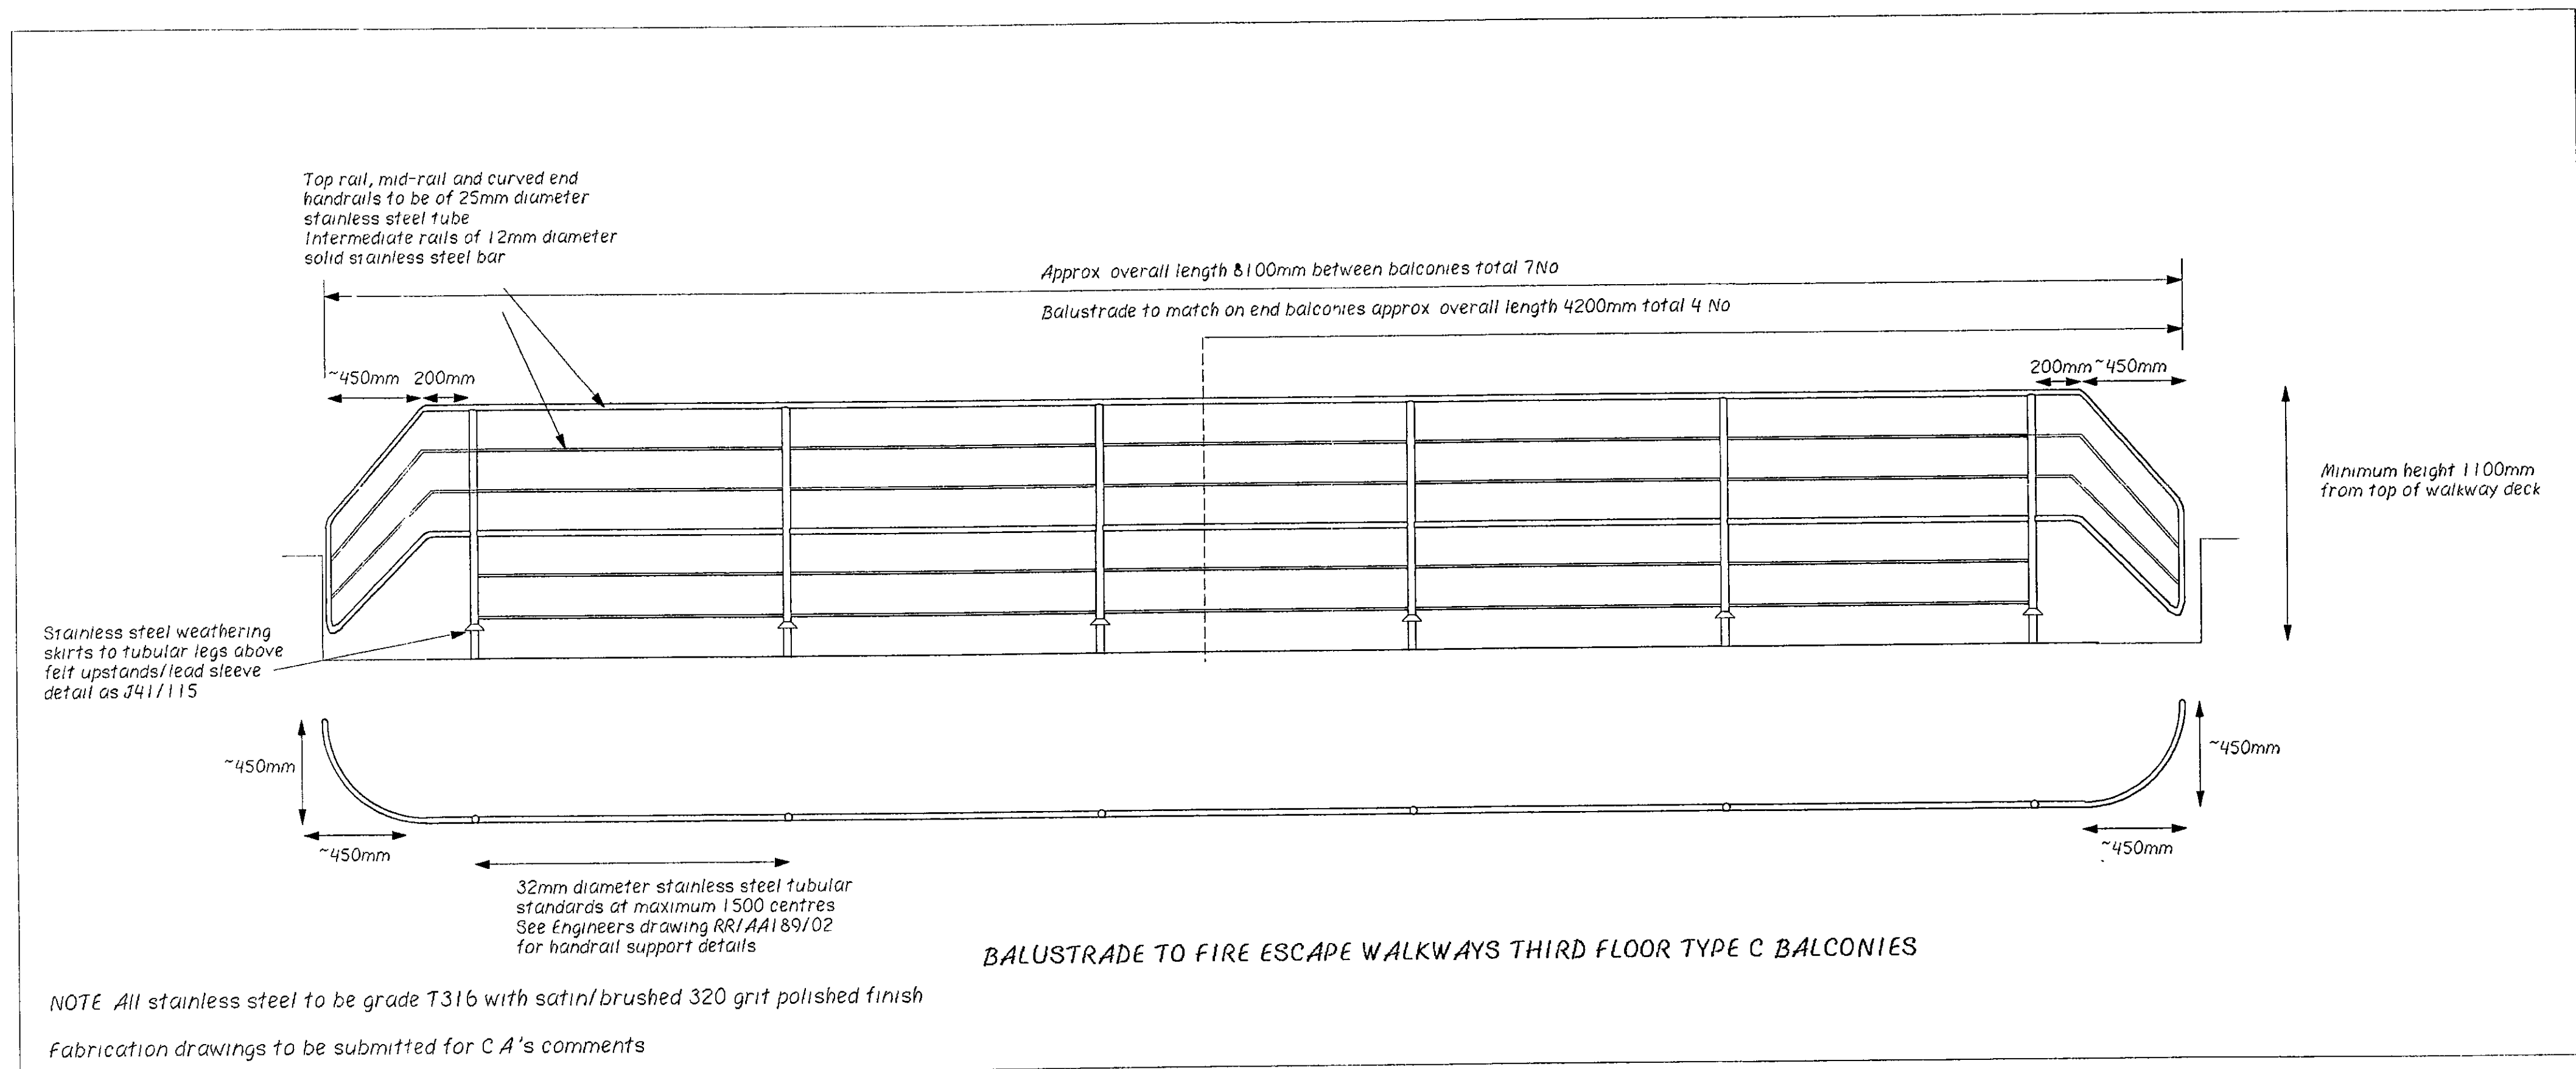 Top rail, mid-rail and curved end
handrails to be of 25mm diameter
stainless steel tube
Intermediate rails of 12mm diameter
solid stainless steel bar
Approx overall length 8100mm between balconies total 7No
Balustrade to match on end balconies approx overall length 4200mm total 4 No
~450mm 200mm
200mm ~450mm
Minimum height 1100mm
from top of walkway deck
Stainless steel weathering
skirts to tubular legs above
felt upstands/lead sleeve
detail as J41/115
~450mm
~450mm
~450mm
~450mm
32mm diameter stainless steel tubular
standards at maximum 1500 centres
See Engineers drawing RR/AA189/02
for handrail support details
BALUSTRADE TO FIRE ESCAPE WALKWAYS THIRD FLOOR TYPE C BALCONIES
NOTE All stainless steel to be grade T316 with satin/brushed 320 grit polished finish
Fabrication drawings to be submitted for C A's comments